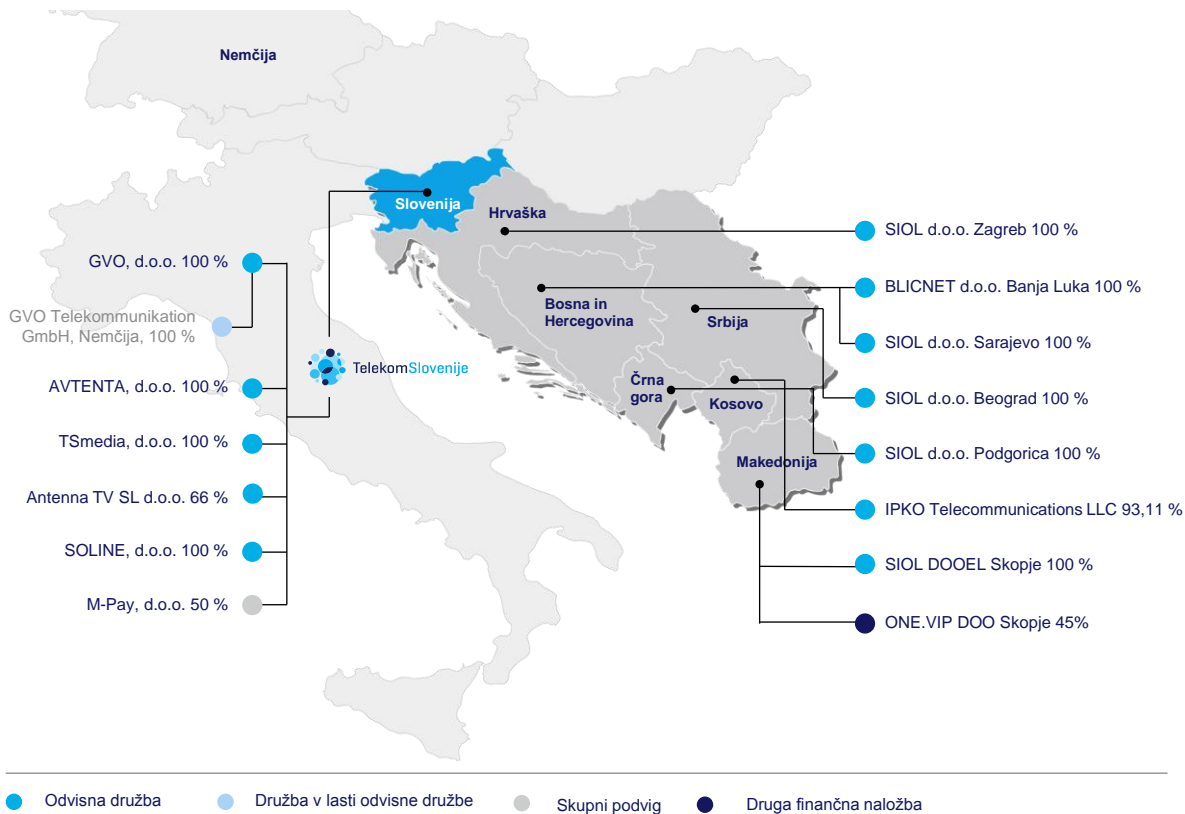 Nemčija
Slovenija
Hrvaška
Bosna in
Hercegovina
Srbija
Črna
gora
Kosovo
Makedonija
GVO, d.o.o. 100 %
GVO Telekommunikation
GmbH, Nemčija, 100 %
AVTENTA, d.o.o. 100 %
TSmedia, d.o.o. 100 %
Antenna TV SL d.o.o. 66 %
SOLINE, d.o.o. 100 %
M-Pay, d.o.o. 50 %
TelekomSlovenije
SIOL d.o.o. Zagreb 100 %
BLICNET d.o.o. Banja Luka 100 %
SIOL d.o.o. Sarajevo 100 %
SIOL d.o.o. Beograd 100 %
SIOL d.o.o. Podgorica 100 %
IPKO Telecommunications LLC 93,11 %
SIOL DOOEL Skopje 100 %
ONE.VIP DOO Skopje 45%
Odvisna družba
Družba v lasti odvisne družbe
Skupni podvig
Druga finančna naložba